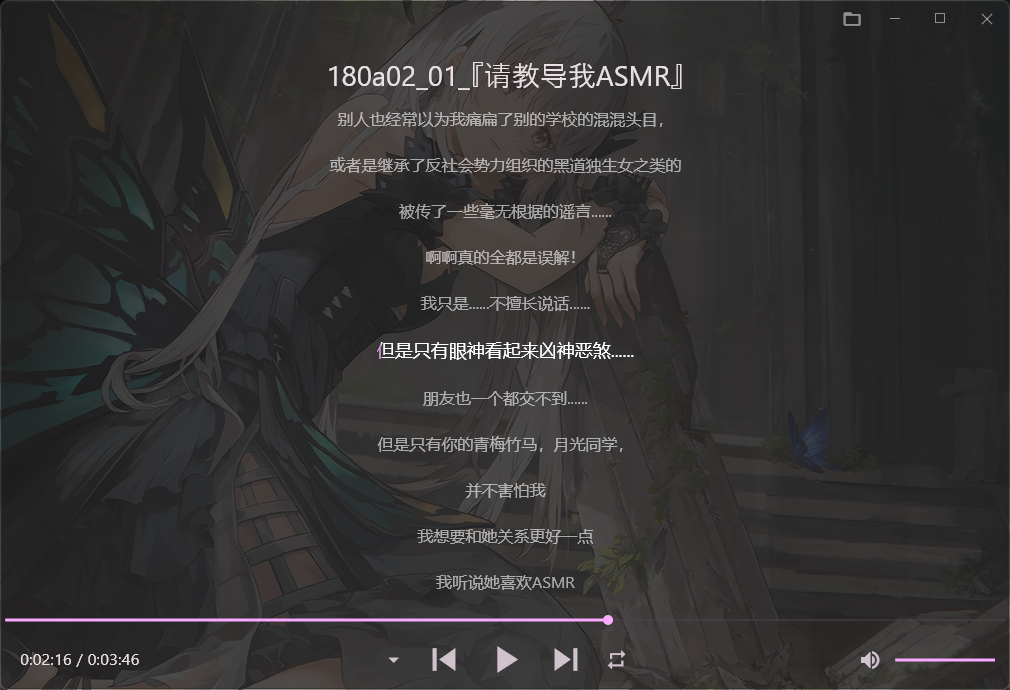 180a02_01_『请教导我ASMR』
别人也经常以为我痛扁了别的学校的混混头目，
或者是继承了反社会势力组织的黑道独生女之类的
被传了一些毫无根据的谣言……
啊啊真的全都是误解！
我只是……不擅长说话……
但是只有眼神看起来凶神恶煞……
朋友也一个都交不到……
但是只有你的青梅竹马，月光同学，
并不害怕我
我想要和她关系更好一点
我听说她喜欢ASMR
0:02:16 / 0:03:46